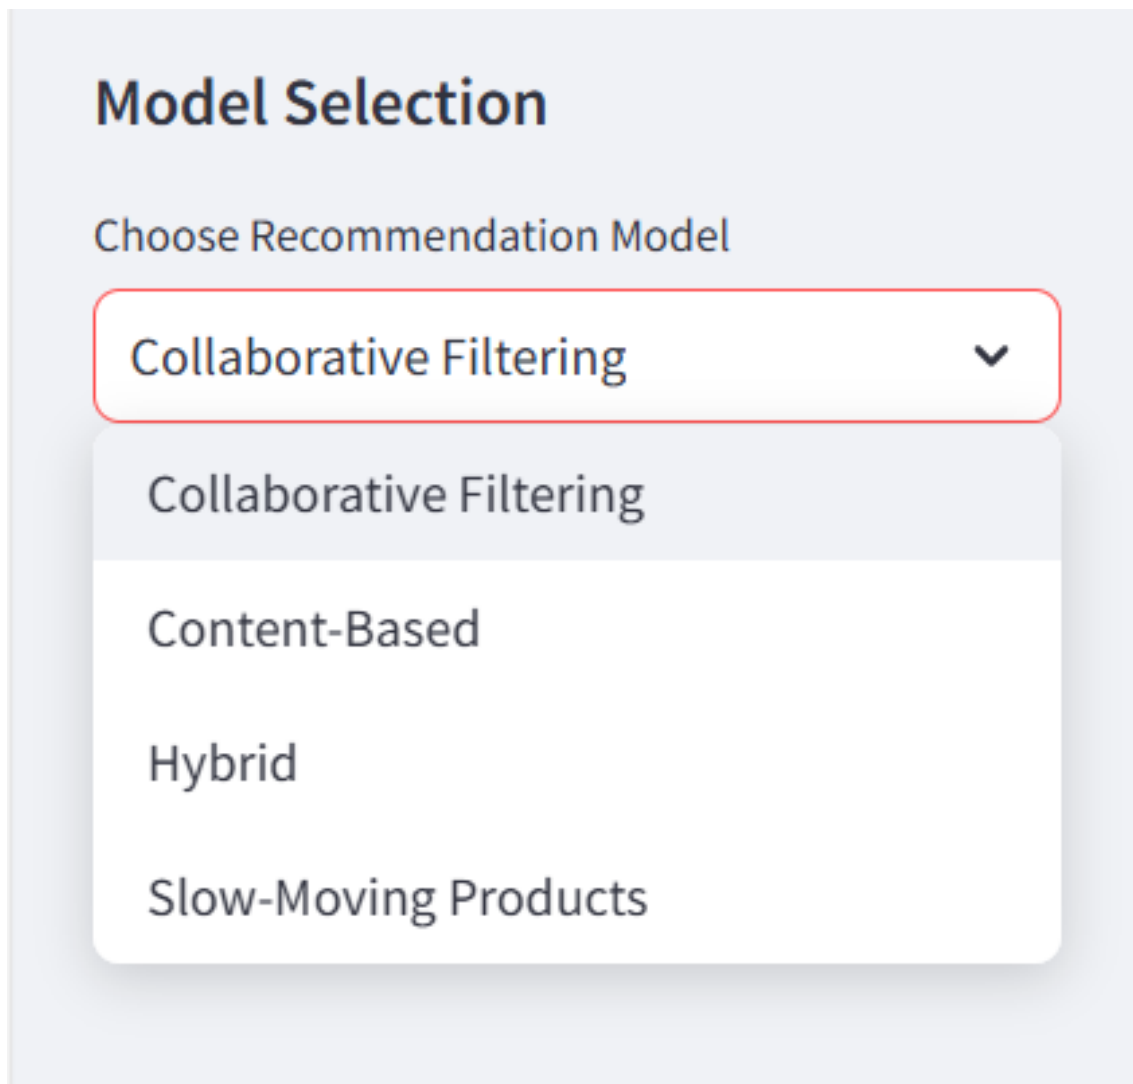 Model Selection
Choose Recommendation Model
Collaborative Filtering
Collaborative Filtering
Content-Based
Hybrid
Slow-Moving Products